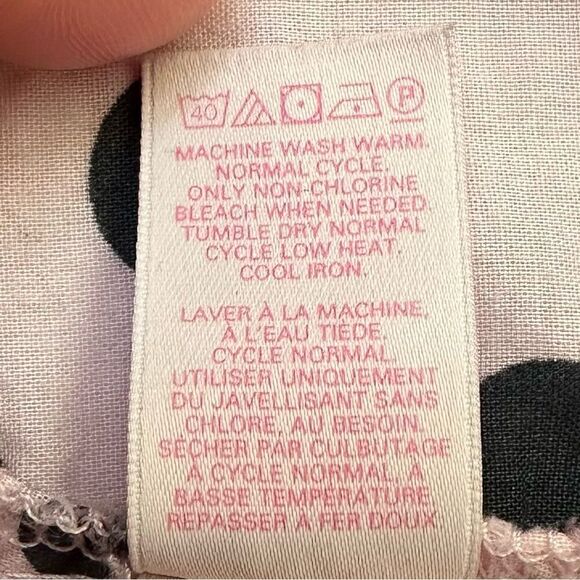 40 P
MACHINE WASH WARM.
NORMAL CYCLE.
ONLY NON-CHLORINE
BLEACH WHEN NEEDED.
TUMBLE DRY NORMAL
CYCLE LOW HEAT.
COOL IRON.
LAVER À LA MACHINE,
À L'EAU TIEDE.
CYCLE NORMAL.
UTILISER UNIQUEMENT
DU JAVELLISANT SANS
CHLORE, AU BESOIN.
SÉCHER PAR CULBUTAGE
À CYCLE NORMAL, À
BASSE TEMPÉRATURE.
REPASSER À FER DOUX.